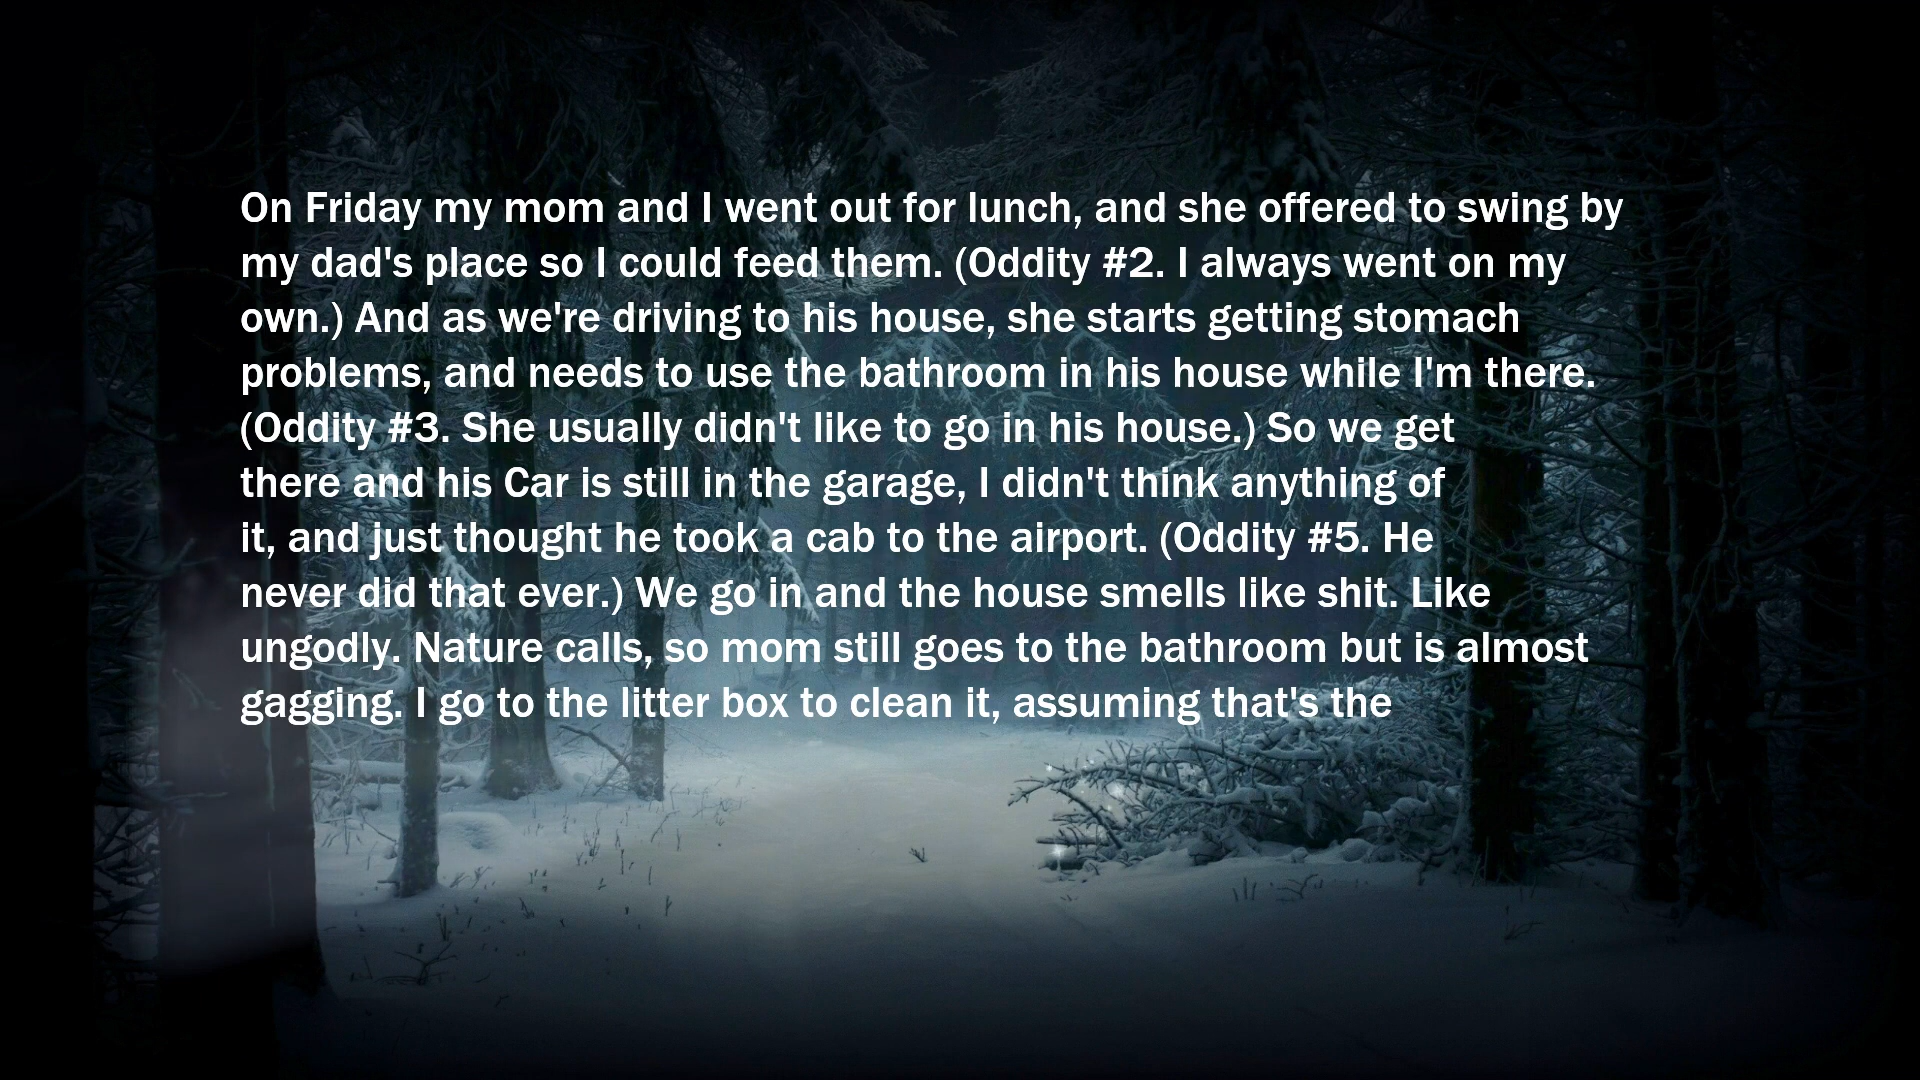 On Friday my mom and I went out for lunch, and she offered to swing by
my dad's place so I could feed them. (Oddity #2. I always went on my
own.) And as we're driving to his house, she starts getting stomach
problems, and needs to use the bathroom in his house while I'm there.
(Oddity #3. She usually didn't like to go in his house.) So we get
there and his Car is still in the garage, I didn't think anything of
it, and just thought he took a cab to the airport. (Oddity #5. He
never did that ever.) We go in and the house smells like shit. Like
ungodly. Nature calls, so mom still goes to the bathroom but is almost
gagging. I go to the litter box to clean it, assuming that's the